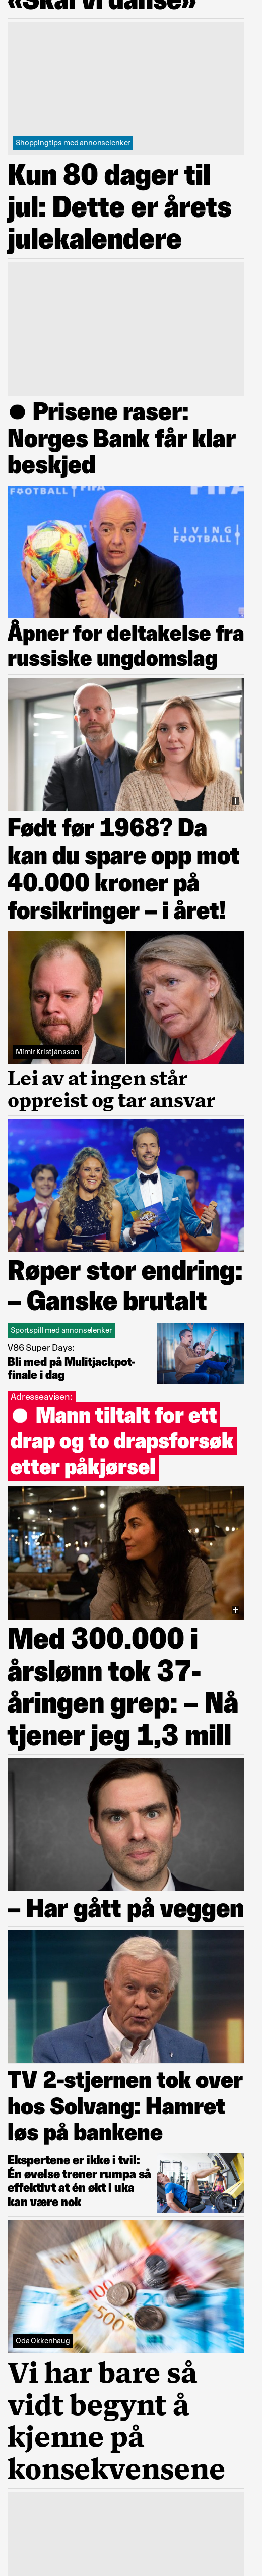 «Skal vi danse»
Shoppingtips med annonselenker
Kun 80 dager til
jul: Dette er årets
julekalendere
Prisene raser:
Norges Bank får klar
beskjed
FOOTBALL FIFA
FIFA
LIVING
FOOTBALL
Åpner for deltakelse fra
russiske ungdomslag
Født før 1968? Da
kan du spare opp mot
40.000 kroner på
forsikringer – i året!
Mímir Kristjánsson
Lei av at ingen står
oppreist og tar ansvar
Røper stor endring:
– Ganske brutalt
Sportspill med annonselenker
V86 Super Days:
Bli med på Mulitjackpot-
finale i dag
Adresseavisen:
Mann tiltalt for ett
drap og to drapsforsøk
etter påkjørsel
Med 300.000 i
årslønn tok 37-
åringen grep: – Nå
tjener jeg 1,3 mill
– Har gått på veggen
TV 2-stjernen tok over
hos Solvang: Hamret
løs på bankene
Ekspertene er ikke i tvil:
Én øvelse trener rumpa så
effektivt at én økt i uka
kan være nok
100
200
500
Oda Okkenhaug
Vi har bare så
vidt begynt å
kjenne på
konsekvensene